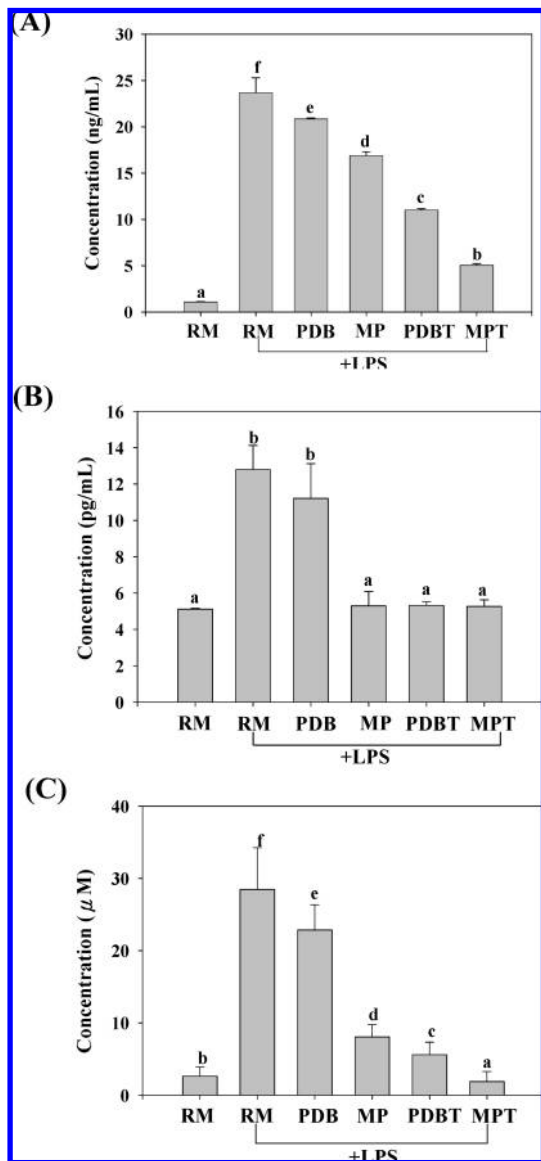 (A)
30
25
20
15
10
5
0
Concentration (ng/mL)
a
f
e
d
c
b
RM RM PDB MP PDBT MPT
+LPS
(B)
16
14
12
10
8
6
4
2
0
Concentration (pg/mL)
a
b
b
a
a
a
RM RM PDB MP PDBT MPT
+LPS
(C)
40
30
20
10
0
Concentration (μM)
b
f
e
d
c
a
RM RM PDB MP PDBT MPT
+LPS